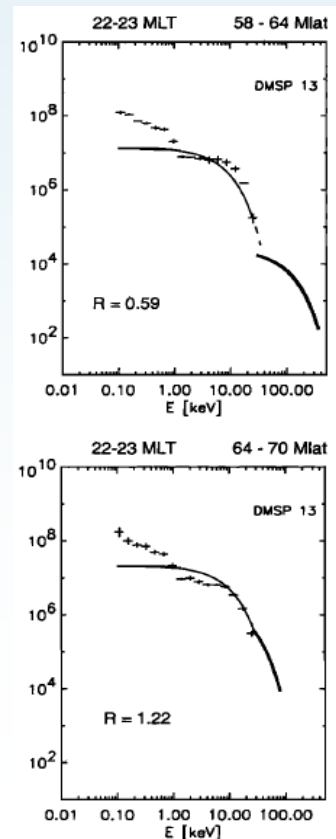 22-23 MLT 58 - 64 Mlat
10^10
DMSP 13
10^8
10^6
10^4
R = 0.59
10^2
0.01 0.10 1.00 10.00 100.00
E [keV]
22-23 MLT 64 - 70 Mlat
10^10
DMSP 13
10^8
10^6
10^4
R = 1.22
10^2
0.01 0.10 1.00 10.00 100.00
E [keV]